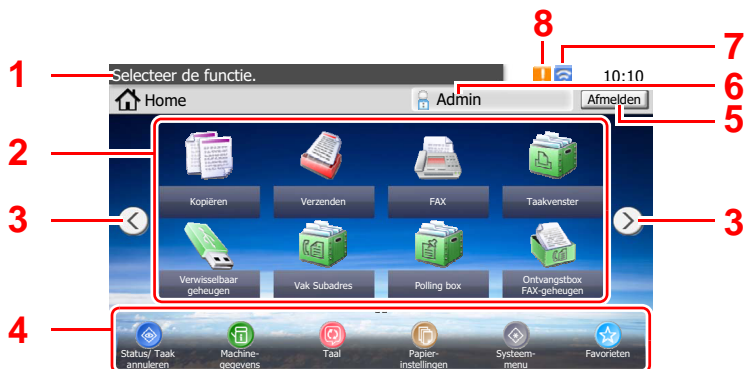 8
7
1
Selecteer de functie.
10:10
6
Home
Admin
Afmelden
5
2
Kopiëren
Verzenden
FAX
Taakvenster
3
3
Verwisselbaar
geheugen
Vak Subadres
Polling box
Ontvangstbox
FAX-geheugen
4
Status/ Taak
annuleren
Machine-
gegevens
Taal
Papier-
instellingen
Systeem-
menu
Favorieten